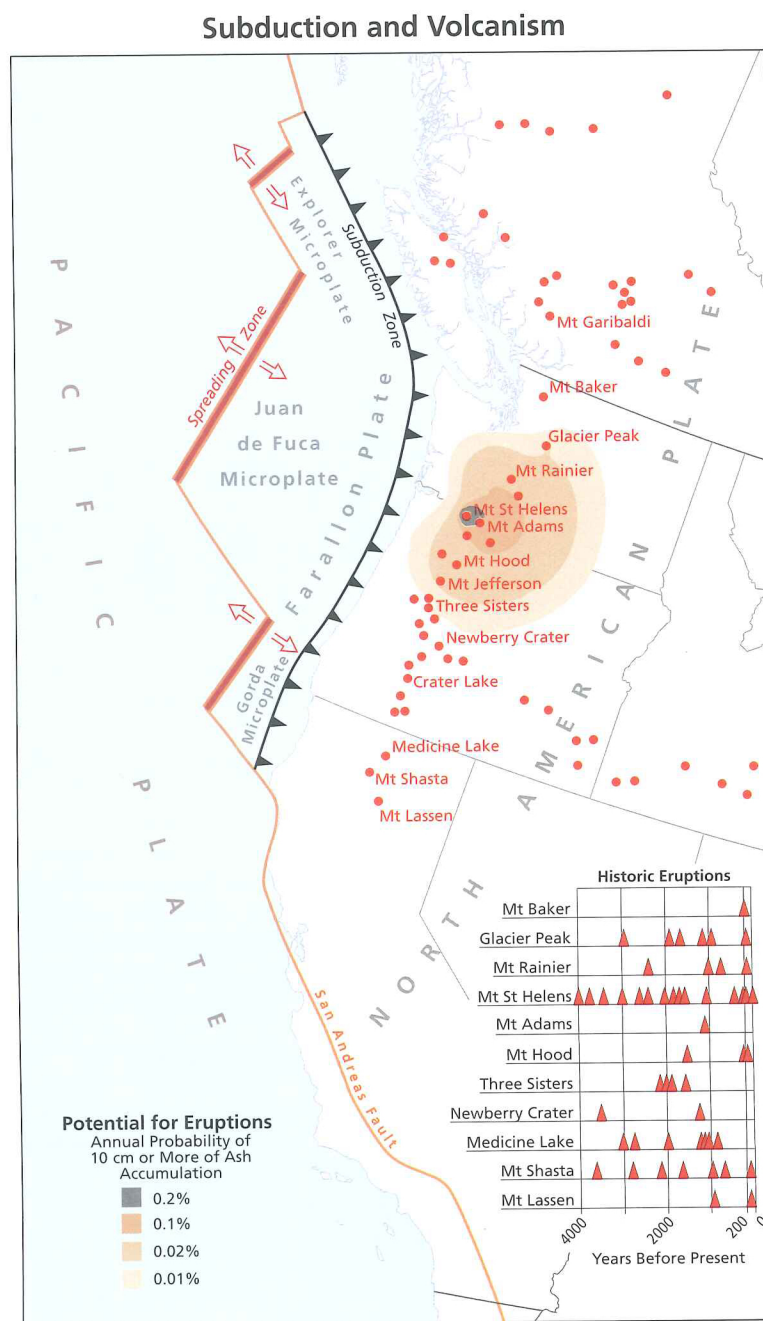 Subduction and Volcanism
Explorer
Microplate
Subduction Zone
PACIFIC PLATE
Spreading Zone
Juan
de Fuca
Microplate
Farallon Plate
Gorda
Microplate
NORTH AMERICAN PLATE
Mt Garibaldi
Mt Baker
Glacier Peak
Mt Rainier
Mt St Helens
Mt Adams
Mt Hood
Mt Jefferson
Three Sisters
Newberry Crater
Crater Lake
Medicine Lake
Mt Shasta
Mt Lassen
San Andreas Fault
Historic Eruptions
Mt Baker
Glacier Peak
Mt Rainier
Mt St Helens
Mt Adams
Mt Hood
Three Sisters
Newberry Crater
Medicine Lake
Mt Shasta
Mt Lassen
4000 2000 200 0
Years Before Present
Potential for Eruptions
Annual Probability of
10 cm or More of Ash
Accumulation
0.2%
0.1%
0.02%
0.01%